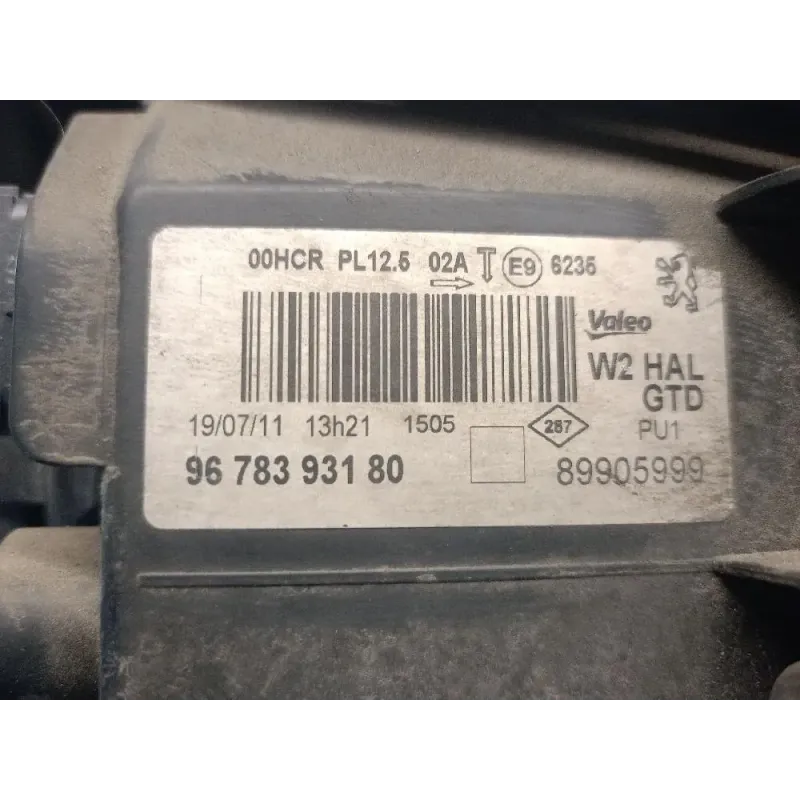 00HCR PL12.5 02A E9 6235
Valeo
W2 HAL
GTD
19/07/11 13h21 1505 287 PU1
96 783 931 80 89905999